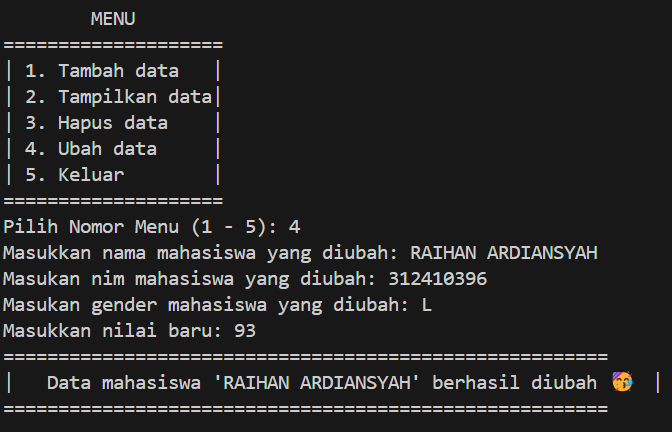 MENU
====================
| 1. Tambah data   |
| 2. Tampilkan data|
| 3. Hapus data    |
| 4. Ubah data     |
| 5. Keluar        |
====================
Pilih Nomor Menu (1 - 5): 4
Masukkan nama mahasiswa yang diubah: RAIHAN ARDIANSYAH
Masukan nim mahasiswa yang diubah: 312410396
Masukan gender mahasiswa yang diubah: L
Masukkan nilai baru: 93
=======================================================
|   Data mahasiswa 'RAIHAN ARDIANSYAH' berhasil diubah 🥳  |
=======================================================